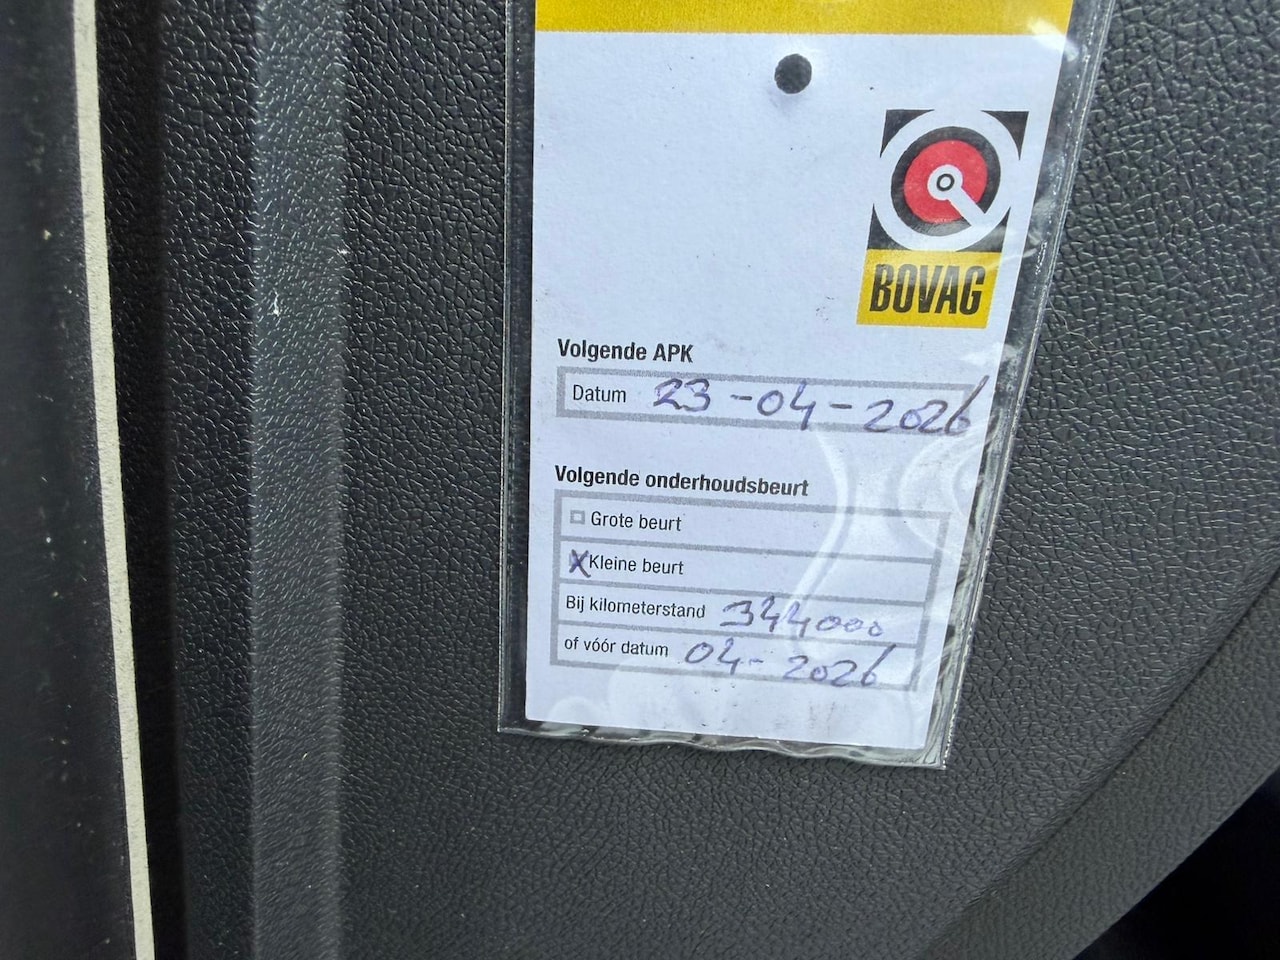 BOVAG
Volgende APK
Datum 23-04-2026
Volgende onderhoudsbeurt
Grote beurt
X Kleine beurt
Bij kilometerstand 344000
of vóór datum 04-2026